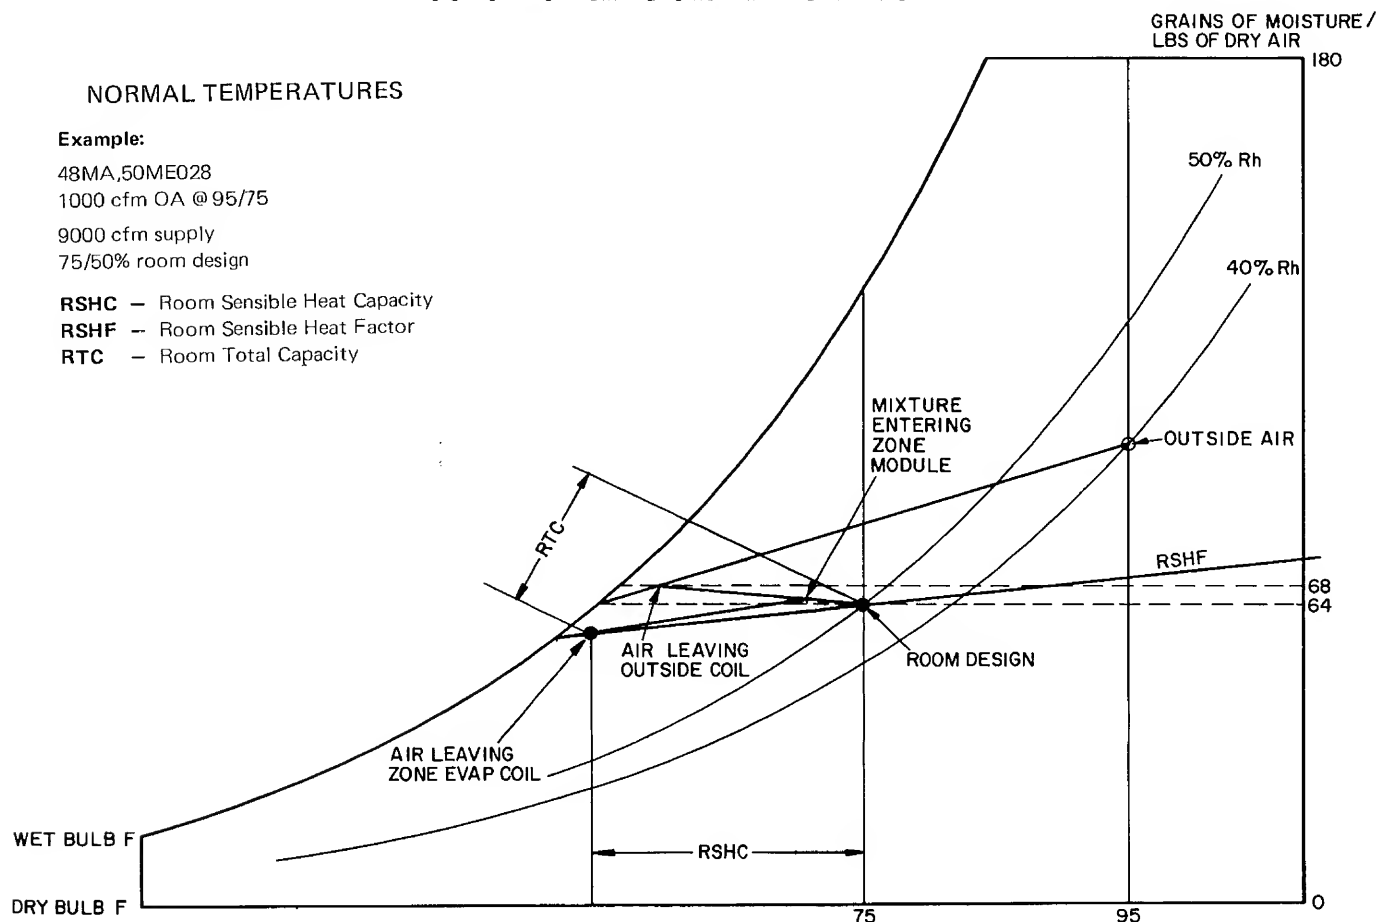 GRAINS OF MOISTURE/
LBS OF DRY AIR
180
NORMAL TEMPERATURES
Example:
48MA,50ME028
1000 cfm OA @ 95/75
9000 cfm supply
75/50% room design
RSHC – Room Sensible Heat Capacity
RSHF – Room Sensible Heat Factor
RTC – Room Total Capacity
50% Rh
40% Rh
MIXTURE
ENTERING
ZONE
MODULE
OUTSIDE AIR
RTC
RSHF
68
64
AIR LEAVING
OUTSIDE COIL
ROOM DESIGN
AIR LEAVING
ZONE EVAP COIL
WET BULB F
RSHC
DRY BULB F
75
95
0